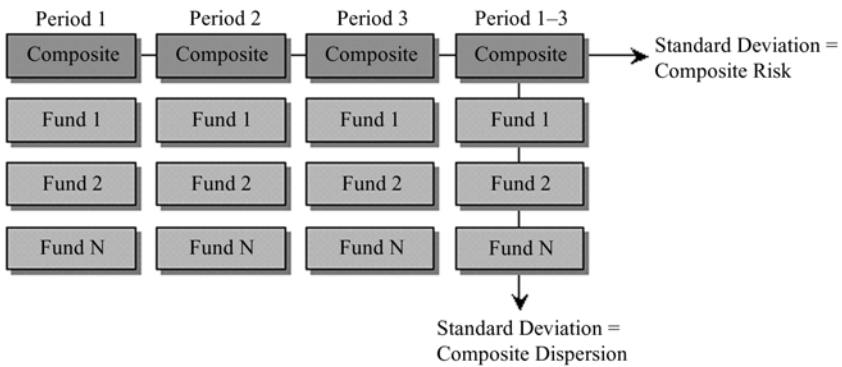 Period 1 Period 2 Period 3 Period 1–3
Composite Composite Composite Composite
Standard Deviation =
Composite Risk
Fund 1 Fund 1 Fund 1 Fund 1
Fund 2 Fund 2 Fund 2 Fund 2
Fund N Fund N Fund N Fund N
Standard Deviation =
Composite Dispersion